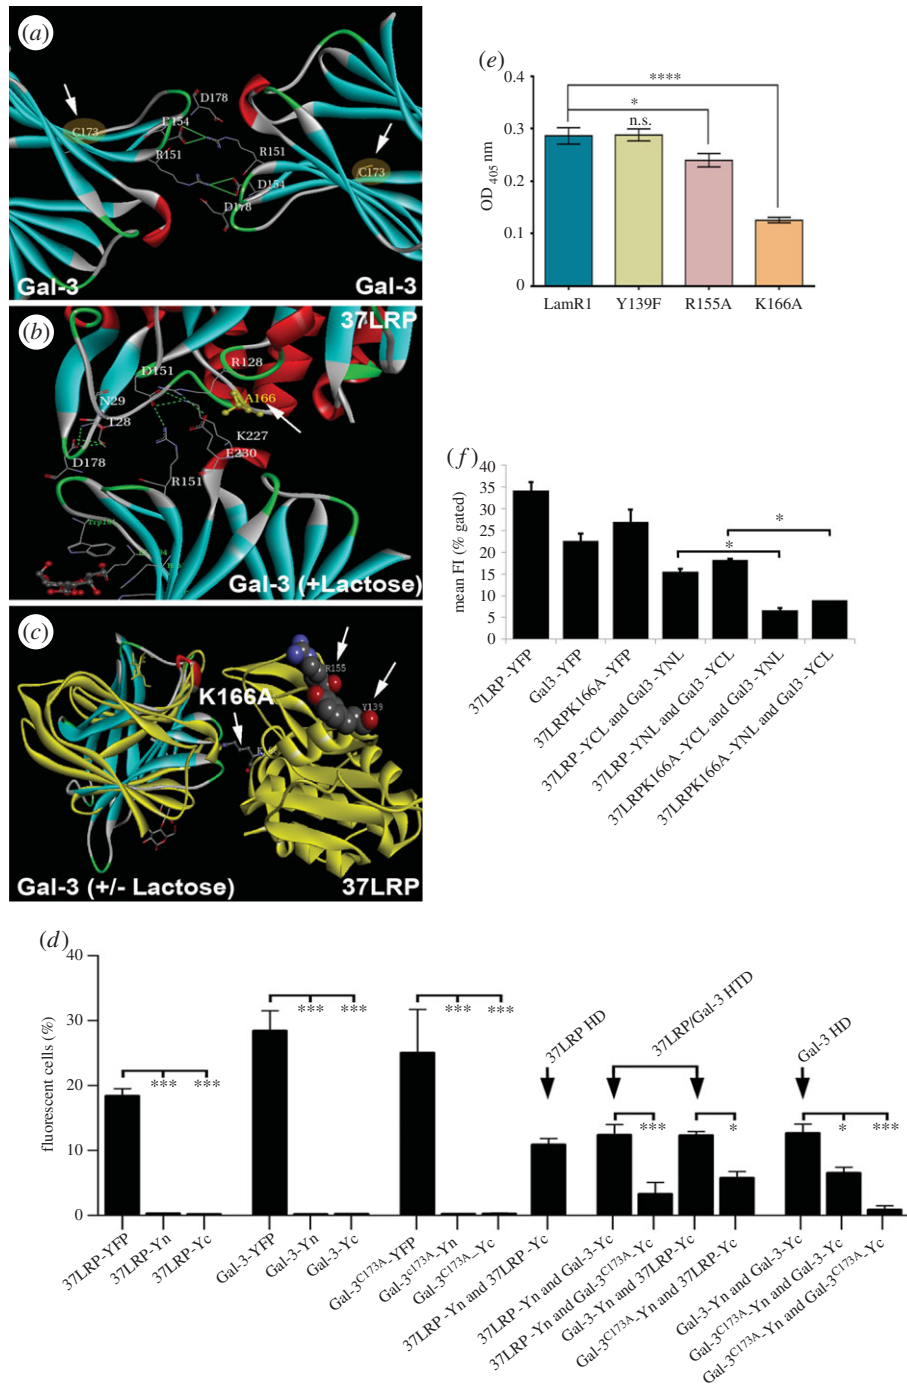 (a)
D178
C173
D154
R151
R151
C173
D154
D178
Gal-3
Gal-3
(b)
37LRP
R128
D151
A166
N29
T28
K227
E230
D178
R151
Gal-3 (+Lactose)
(c)
R155
K166A
Y139
Gal-3 (+/- Lactose)
37LRP
(e)
OD405 nm
0.4
0.3
0.2
0.1
0
****
*
n.s.
LamR1
Y139F
R155A
K166A
(f)
mean FI (% gated)
40
35
30
25
20
15
10
5
0
*
*
37LRP -YFP
Gal3-YFP
37LRPK166A-YFP
37LRP -YCL and Gal3-YNL
37LRP-YNL and Gal3-YCL
37LRPK166A-YCL and Gal3-YNL
37LRPK166A-YNL and Gal3-YCL
(d)
fluorescent cells (%)
40
30
20
10
0
*** ***
*** ***
*** ***
37LRP HD
37LRP/Gal-3 HTD
Gal-3 HD
***
*
* ***
37LRP-YFP
37LRP-Yn
37LRP-Yc
Gal-3-YFP
Gal-3-Yn
Gal-3-Yc
Gal-3C173A-YFP
Gal-3C173A-Yn
Gal-3C173A-Yc
37LRP -Yn and 37LRP-Yc
37LRP -Yn and Gal-3-Yc
37LRP -Yn and Gal-3C173A-Yc
Gal-3-Yn and 37LRP-Yc
Gal-3C173A-Yn and 37LRP-Yc
Gal-3-Yn and Gal-3-Yc
Gal-3C173A-Yn and Gal-3-Yc
Gal-3C173A-Yn and Gal-3C173A-Yc